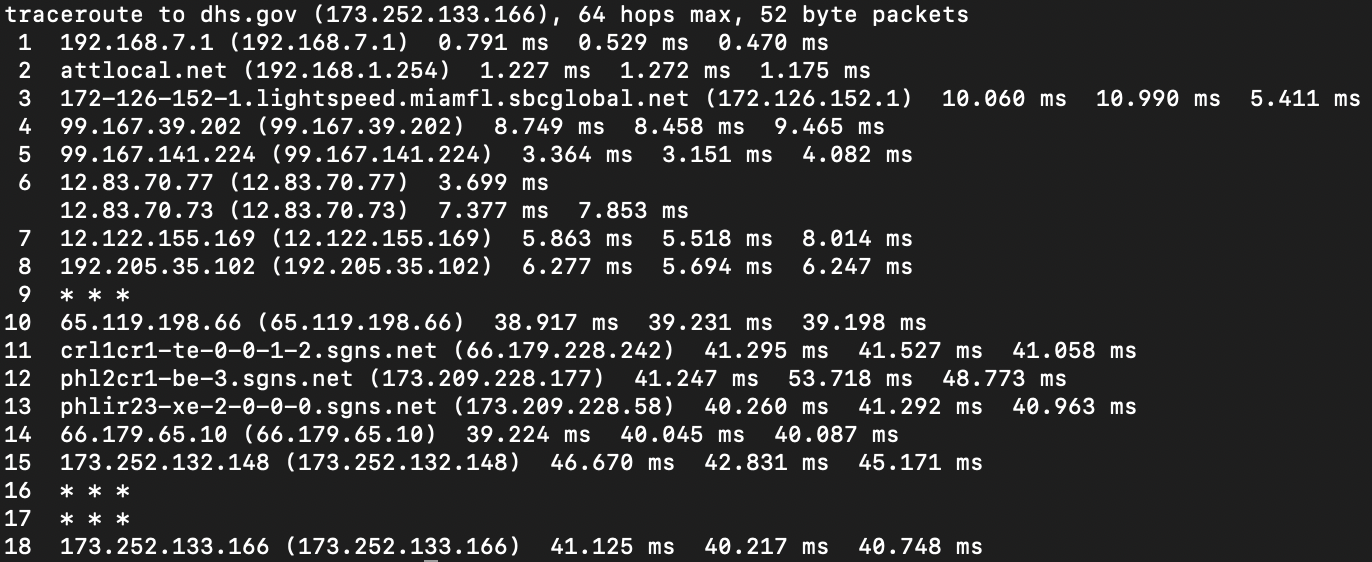 traceroute to dhs.gov (173.252.133.166), 64 hops max, 52 byte packets
 1  192.168.7.1 (192.168.7.1)  0.791 ms  0.529 ms  0.470 ms
 2  attlocal.net (192.168.1.254)  1.227 ms  1.272 ms  1.175 ms
 3  172-126-152-1.lightspeed.miamfl.sbcglobal.net (172.126.152.1)  10.060 ms  10.990 ms  5.411 ms
 4  99.167.39.202 (99.167.39.202)  8.749 ms  8.458 ms  9.465 ms
 5  99.167.141.224 (99.167.141.224)  3.364 ms  3.151 ms  4.082 ms
 6  12.83.70.77 (12.83.70.77)  3.699 ms
    12.83.70.73 (12.83.70.73)  7.377 ms  7.853 ms
 7  12.122.155.169 (12.122.155.169)  5.863 ms  5.518 ms  8.014 ms
 8  192.205.35.102 (192.205.35.102)  6.277 ms  5.694 ms  6.247 ms
 9  * * *
10  65.119.198.66 (65.119.198.66)  38.917 ms  39.231 ms  39.198 ms
11  crl1cr1-te-0-0-1-2.sgns.net (66.179.228.242)  41.295 ms  41.527 ms  41.058 ms
12  phl2cr1-be-3.sgns.net (173.209.228.177)  41.247 ms  53.718 ms  48.773 ms
13  phlir23-xe-2-0-0-0.sgns.net (173.209.228.58)  40.260 ms  41.292 ms  40.963 ms
14  66.179.65.10 (66.179.65.10)  39.224 ms  40.045 ms  40.087 ms
15  173.252.132.148 (173.252.132.148)  46.670 ms  42.831 ms  45.171 ms
16  * * *
17  * * *
18  173.252.133.166 (173.252.133.166)  41.125 ms  40.217 ms  40.748 ms